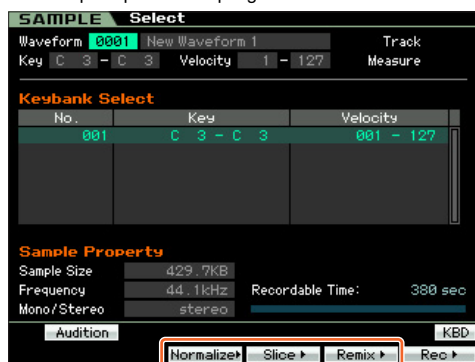 SAMPLE Select
Waveform 0001 New Waveform 1 Track
Key C 3 - C 3 Velocity 1 - 127 Measure
Keybank Select
No. Key Velocity
001 C 3 - C 3 001 - 127
Sample Property
Sample Size 429.7KB
Frequency 44.1kHz Recordable Time: 380 sec
Mono/Stereo stereo
Audition KBD
Normalize▶ Slice ▶ Remix ▶ Rec ▶